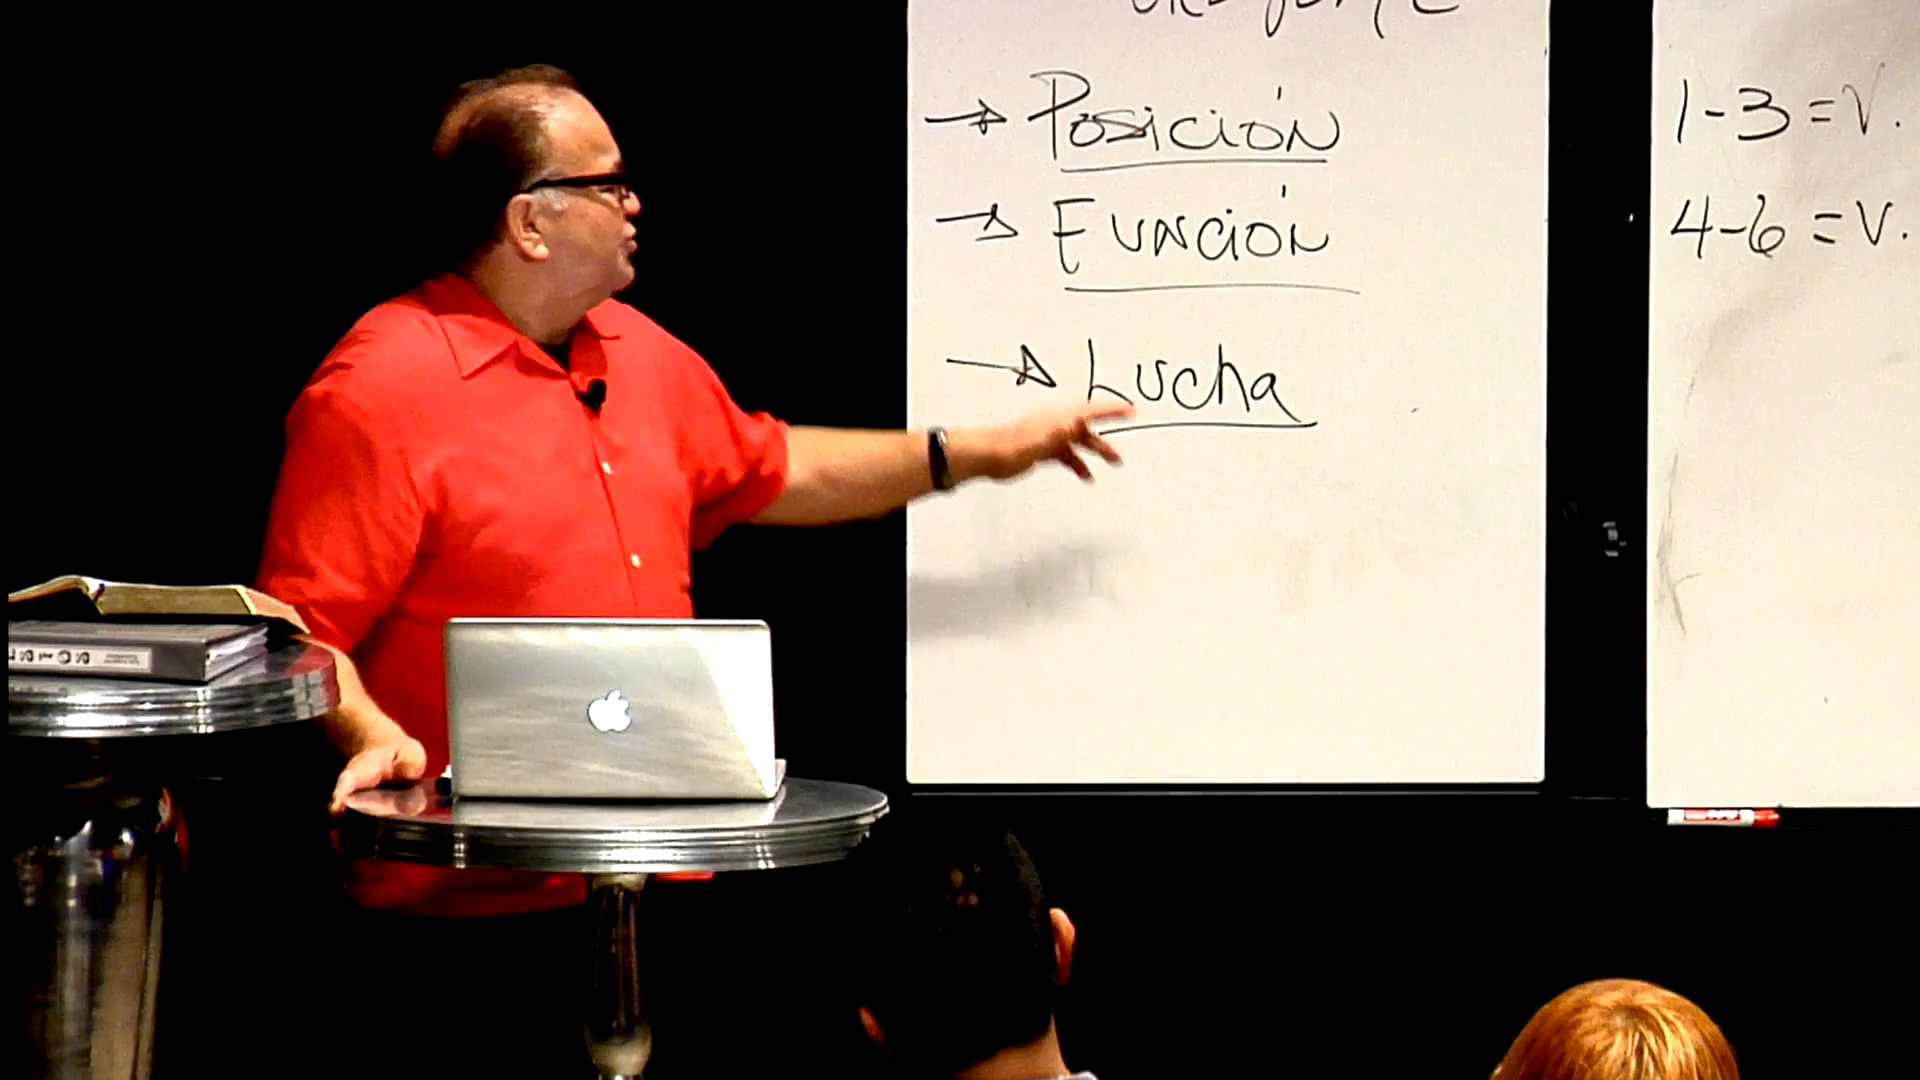 Posición
Función
Lucha
1-3 = V.
4-6 = V.